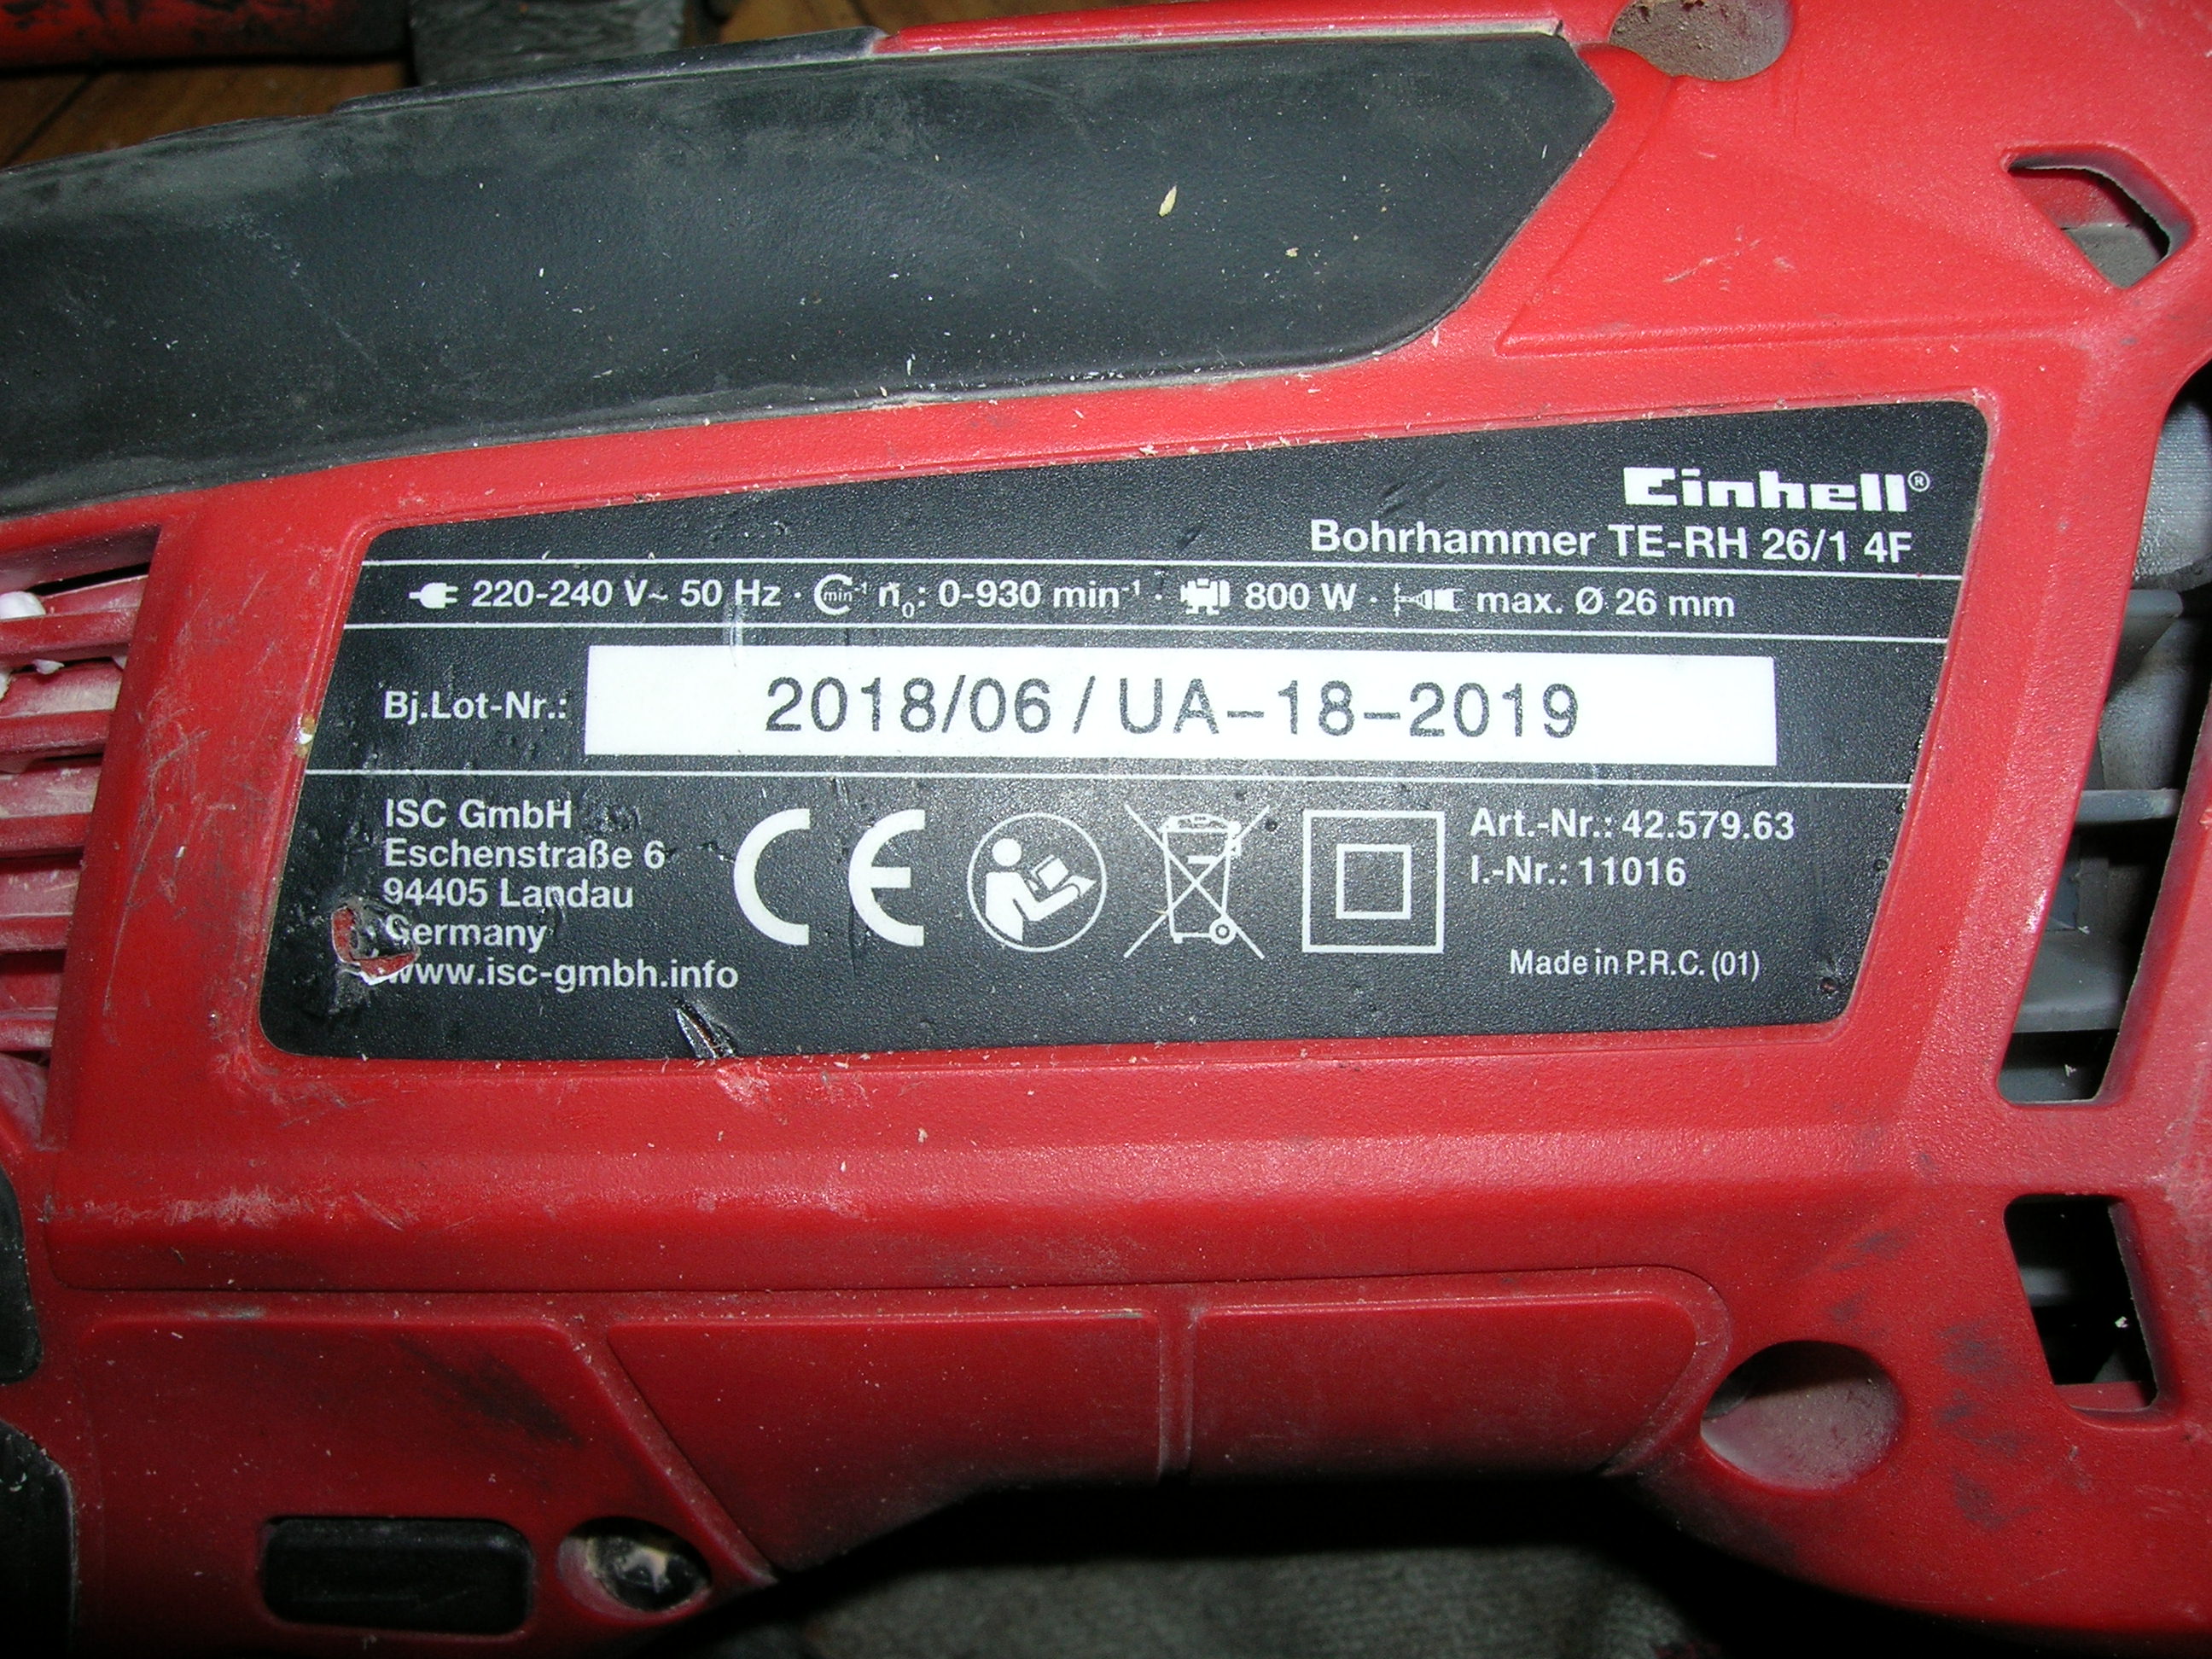 Einhell®
Bohrhammer TE-RH 26/1 4F
220-240 V~ 50 Hz · min⁻¹ n₀: 0-930 min⁻¹ · 800 W · max. Ø 26 mm
Bj.Lot-Nr.: 2018/06 / UA-18-2019
ISC GmbH
Eschenstraße 6
94405 Landau
Germany
www.isc-gmbh.info
CE
Art.-Nr.: 42.579.63
I.-Nr.: 11016
Made in P.R.C. (01)